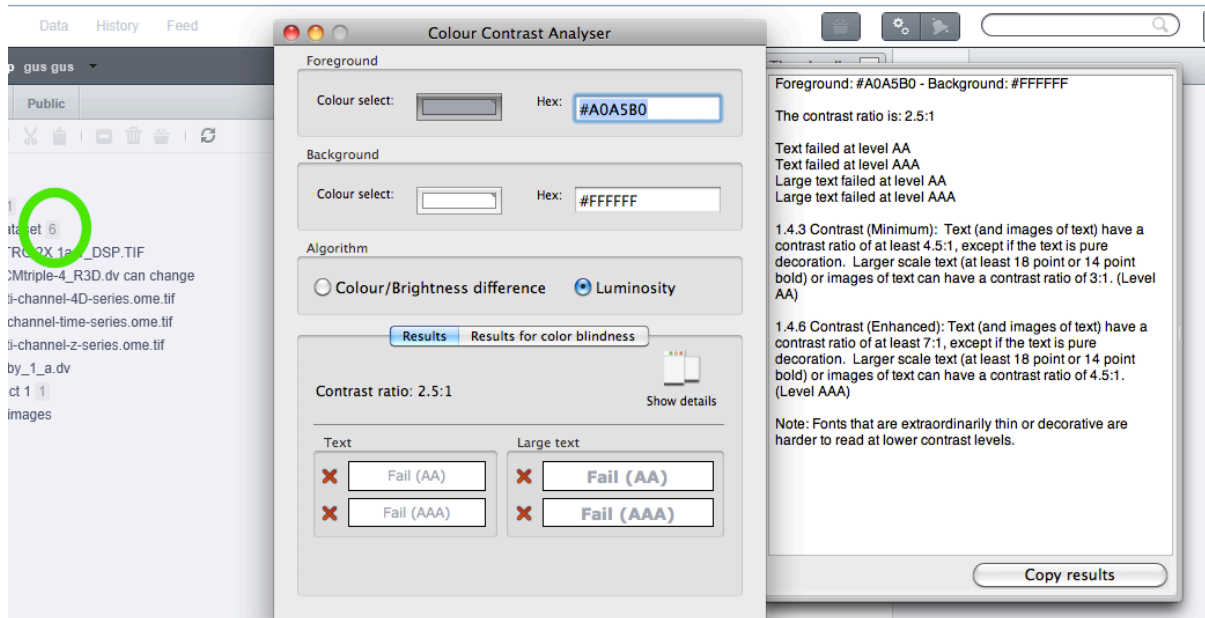 Data History Feed
gus gus
Public
1
6
DSP.TIF
CMtriple-4_R3D.dv can change
ti-channel-4D-series.ome.tif
channel-time-series.ome.tif
ti-channel-z-series.ome.tif
by_1_a.dv
ct 1 1
images
Colour Contrast Analyser
Foreground
Colour select:
Hex:
#A0A5B0
Background
Colour select:
Hex:
#FFFFFF
Algorithm
Colour/Brightness difference
Luminosity
Results
Results for color blindness
Contrast ratio: 2.5:1
Show details
Text
Large text
Fail (AA)
Fail (AA)
Fail (AAA)
Fail (AAA)
Foreground: #A0A5B0 - Background: #FFFFFF
The contrast ratio is: 2.5:1
Text failed at level AA
Text failed at level AAA
Large text failed at level AA
Large text failed at level AAA
1.4.3 Contrast (Minimum): Text (and images of text) have a
contrast ratio of at least 4.5:1, except if the text is pure
decoration. Larger scale text (at least 18 point or 14 point
bold) or images of text can have a contrast ratio of 3:1. (Level
AA)
1.4.6 Contrast (Enhanced): Text (and images of text) have a
contrast ratio of at least 7:1, except if the text is pure
decoration. Larger scale text (at least 18 point or 14 point
bold) or images of text can have a contrast ratio of 4.5:1.
(Level AAA)
Note: Fonts that are extraordinarily thin or decorative are
harder to read at lower contrast levels.
Copy results